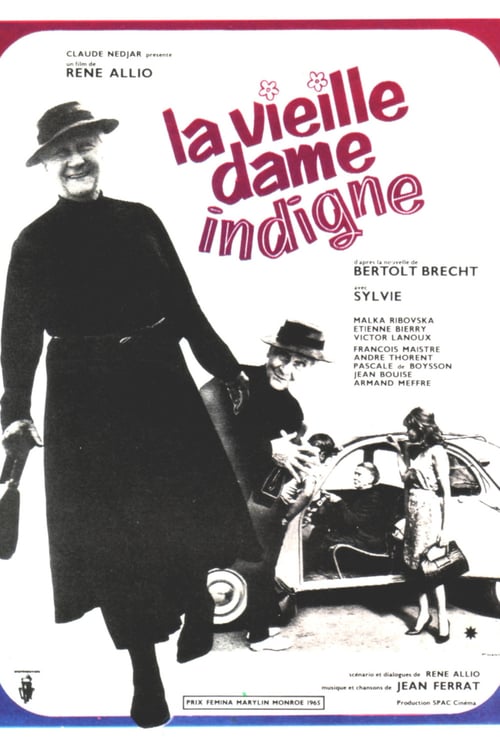 CLAUDE NEDJAR présente
un film de
RENE ALLIO
la vieille
dame
indigne
d'après la nouvelle de
BERTOLT BRECHT
avec
SYLVIE
MALKA RIBOVSKA
ETIENNE BIERRY
VICTOR LANOUX
FRANCOIS MAISTRE
ANDRE THORENT
PASCALE de BOYSSON
JEAN BOUISE
ARMAND MEFFRE
scénario et dialogues de RENE ALLIO
musique et chansons de JEAN FERRAT
PRIX FEMINA MARYLIN MONROE 1965
Production SPAC Cinéma